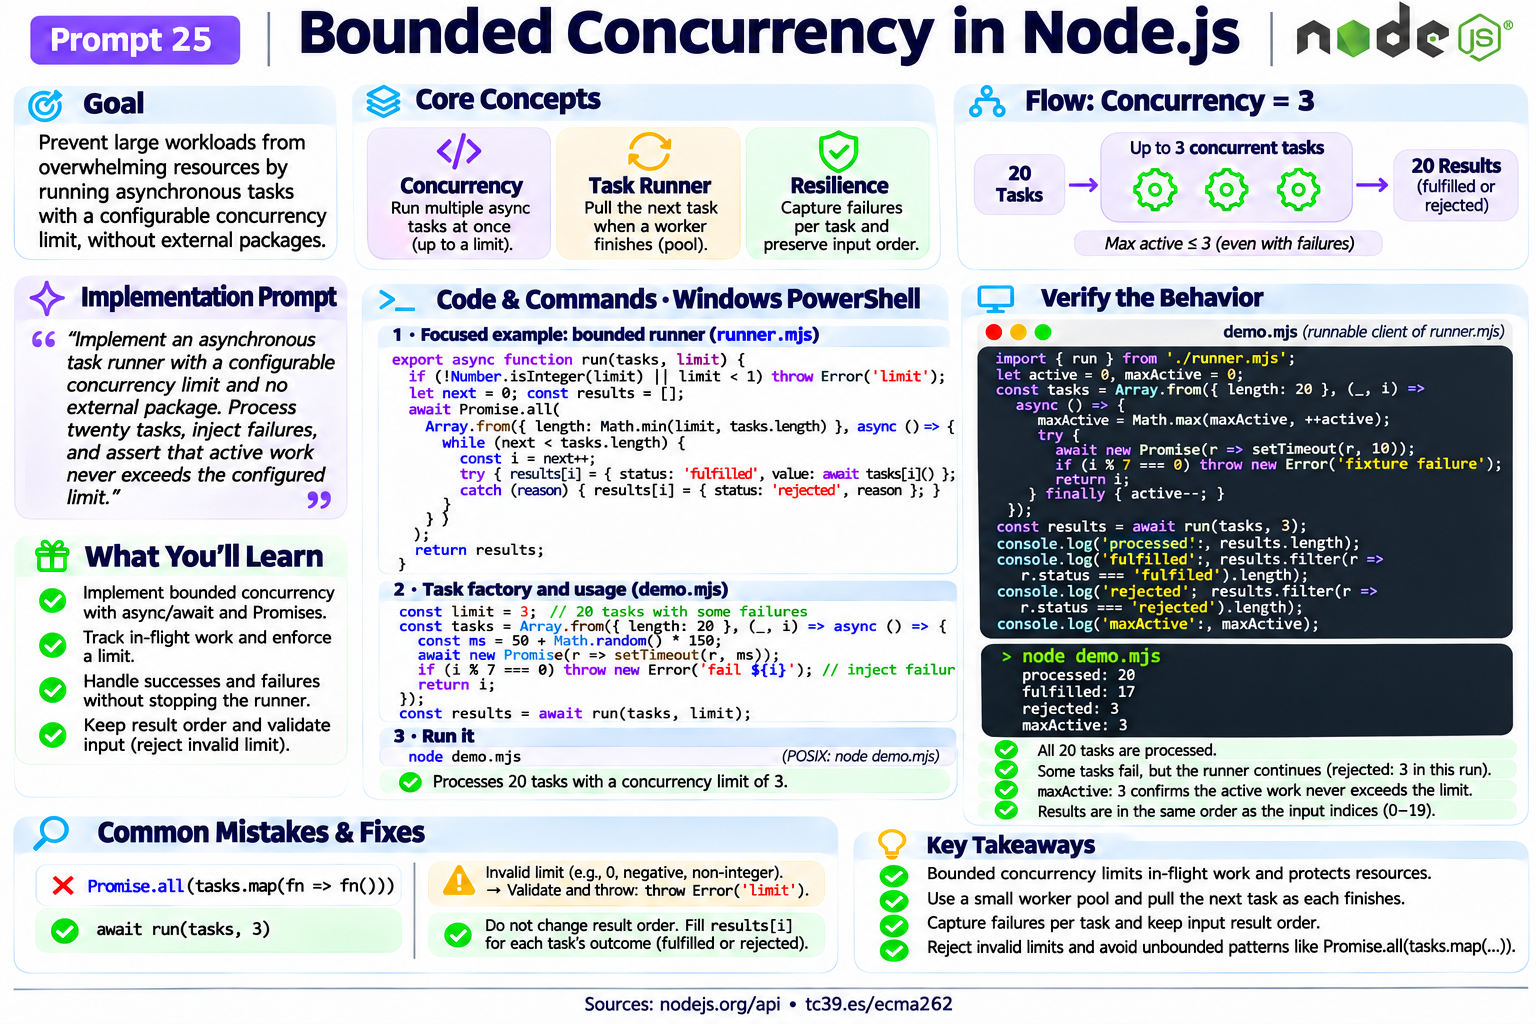 Prompt 25
Bounded Concurrency in Node.js
node JS ®
Goal
Prevent large workloads from
overwhelming resources by
running asynchronous tasks
with a configurable concurrency
limit, without external packages.
Core Concepts
</>
Concurrency
Run multiple async
tasks at once
(up to a limit).
Task Runner
Pull the next task
when a worker
finishes (pool).
Resilience
Capture failures
per task and
preserve input order.
Flow: Concurrency = 3
20
Tasks
Up to 3 concurrent tasks
20 Results
(fulfilled or
rejected)
Max active ≤ 3 (even with failures)
Implementation Prompt
“Implement an asynchronous
task runner with a configurable
concurrency limit and no
external package. Process
twenty tasks, inject failures,
and assert that active work
never exceeds the configured
limit.”
What You’ll Learn
Implement bounded concurrency
with async/await and Promises.
Track in-flight work and enforce
a limit.
Handle successes and failures
without stopping the runner.
Keep result order and validate
input (reject invalid limit).
>_ Code & Commands · Windows PowerShell
1 · Focused example: bounded runner (runner.mjs)
export async function run(tasks, limit) {
if (!Number.isInteger(limit) || limit < 1) throw Error('limit');
let next = 0; const results = [];
await Promise.all(
Array.from({ length: Math.min(limit, tasks.length) }, async () => {
while (next < tasks.length) {
const i = next++;
try { results[i] = { status: 'fulfilled', value: await tasks[i]() };
catch (reason) { results[i] = { status: 'rejected', reason }; }
}
} )
);
return results;
}
2 · Task factory and usage (demo.mjs)
const limit = 3; // 20 tasks with some failures
const tasks = Array.from({ length: 20 }, (_, i) => async () => {
const ms = 50 + Math.random() * 150;
await new Promise(r => setTimeout(r, ms));
if (i % 7 === 0) throw new Error('fail ${i}'); // inject failur
return i;
});
const results = await run(tasks, limit);
3 · Run it
node demo.mjs
(POSIX: node demo.mjs)
Processes 20 tasks with a concurrency limit of 3.
Verify the Behavior
demo.mjs (runnable client of runner.mjs)
import { run } from './runner.mjs';
let active = 0, maxActive = 0;
const tasks = Array.from({ length: 20 }, (_, i) =>
async () => {
maxActive = Math.max(maxActive, ++active);
try {
await new Promise(r => setTimeout(r, 10));
if (i % 7 === 0) throw new Error('fixture failure');
return i;
} finally { active--; }
});
const results = await run(tasks, 3);
console.log('processed':, results.length);
console.log('fulfilled':, results.filter(r =>
r.status === 'fulfiled').length);
console.log('rejected'; results.filter(r =>
r.status === 'rejected').length);
console.log('maxActive':, maxActive);
> node demo.mjs
processed: 20
fulfilled: 17
rejected: 3
maxActive: 3
All 20 tasks are processed.
Some tasks fail, but the runner continues (rejected: 3 in this run).
maxActive: 3 confirms the active work never exceeds the limit.
Results are in the same order as the input indices (0–19).
Common Mistakes & Fixes
Promise.all(tasks.map(fn => fn()))
await run(tasks, 3)
Invalid limit (e.g., 0, negative, non-integer).
→ Validate and throw: throw Error('limit').
Do not change result order. Fill results[i]
for each task’s outcome (fulfilled or rejected).
Key Takeaways
Bounded concurrency limits in-flight work and protects resources.
Use a small worker pool and pull the next task as each finishes.
Capture failures per task and keep input result order.
Reject invalid limits and avoid unbounded patterns like Promise.all(tasks.map(...)).
Sources: nodejs.org/api • tc39.es/ecma262